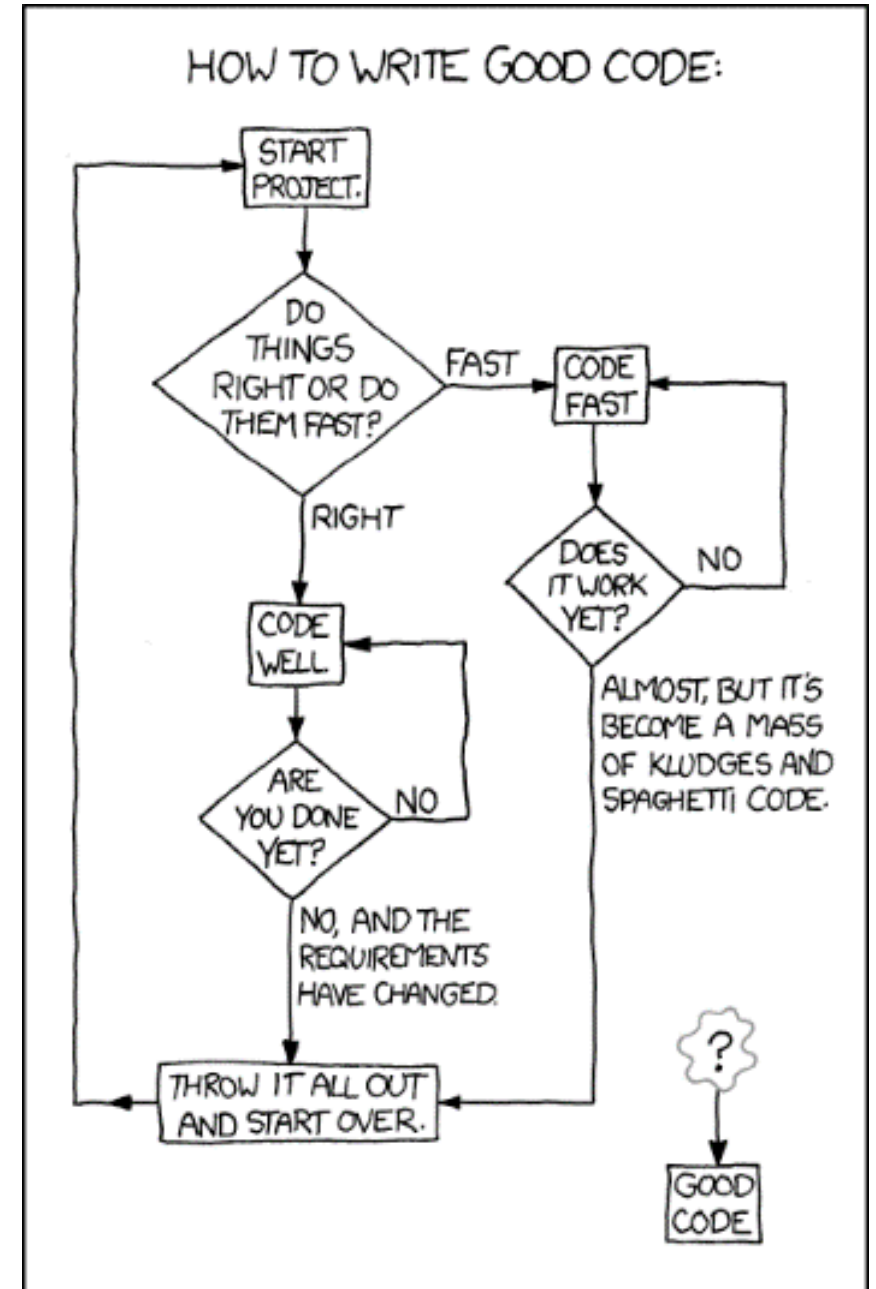 HOW TO WRITE GOOD CODE:
START
PROJECT.
DO
THINGS
RIGHT OR DO
THEM FAST?
FAST
CODE
FAST
RIGHT
DOES
IT WORK
YET?
NO
CODE
WELL
ALMOST, BUT IT'S
BECOME A MASS
OF KLUDGES AND
SPAGHETTI CODE.
ARE
YOU DONE
YET?
NO
NO, AND THE
REQUIREMENTS
HAVE CHANGED.
THROW IT ALL OUT
AND START OVER.
?
GOOD
CODE